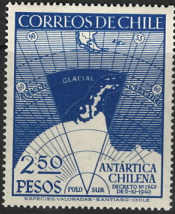 CORREOS DE CHILE
GLACIAL
2.50
PESOS
POLO SUR
ANTÁRTICA
CHILENA
DECRETO Nº 1747
DE 6-XI-1940
ESPECIES VALORADAS - SANTIAGO - CHILE